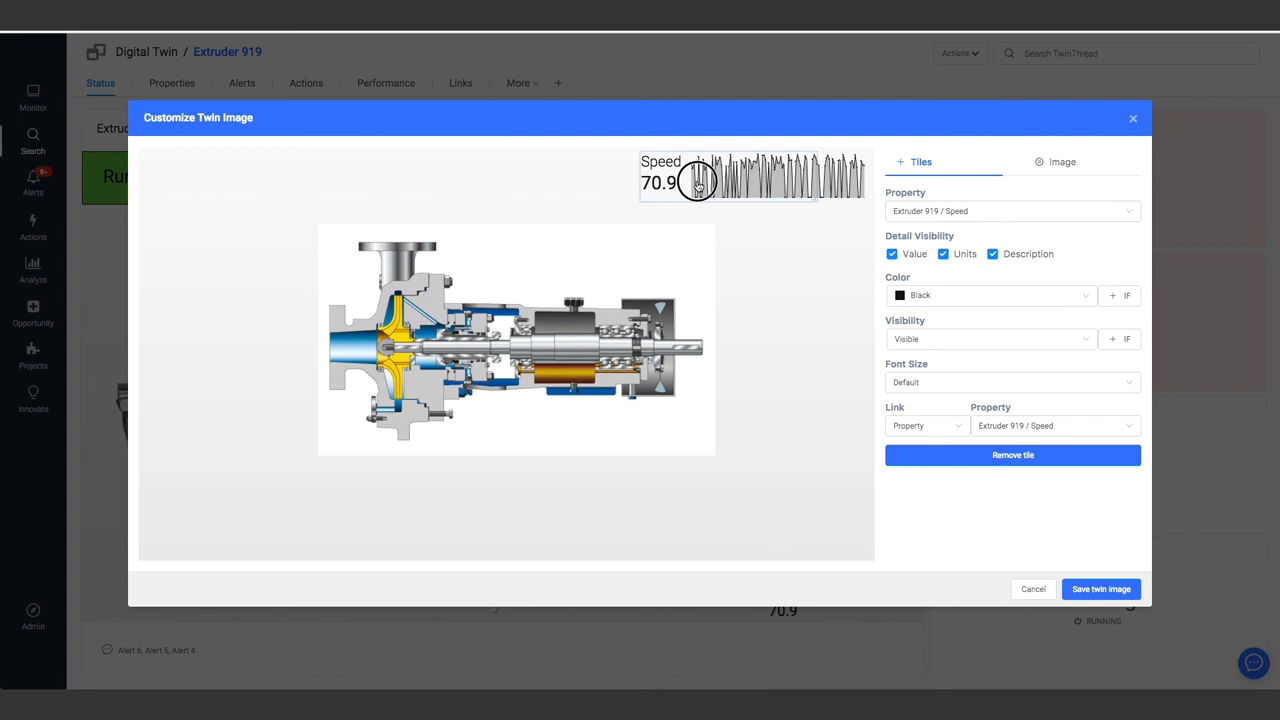 Digital Twin / Extruder 919
Actions
Search TwinThread
Status
Properties
Alerts
Actions
Performance
Links
More
Monitor
Search
9+
Alerts
Actions
Analyze
Opportunity
Projects
Innovate
Admin
Customize Twin Image
Speed
70.9
Tiles
Image
Property
Extruder 919 / Speed
Detail Visibility
Value
Units
Description
Color
Black
+ IF
Visibility
Visible
+ IF
Font Size
Default
Link
Property
Property
Extruder 919 / Speed
Remove tile
Cancel
Save twin image
70.9
RUNNING
Alert 6, Alert 5, Alert 4